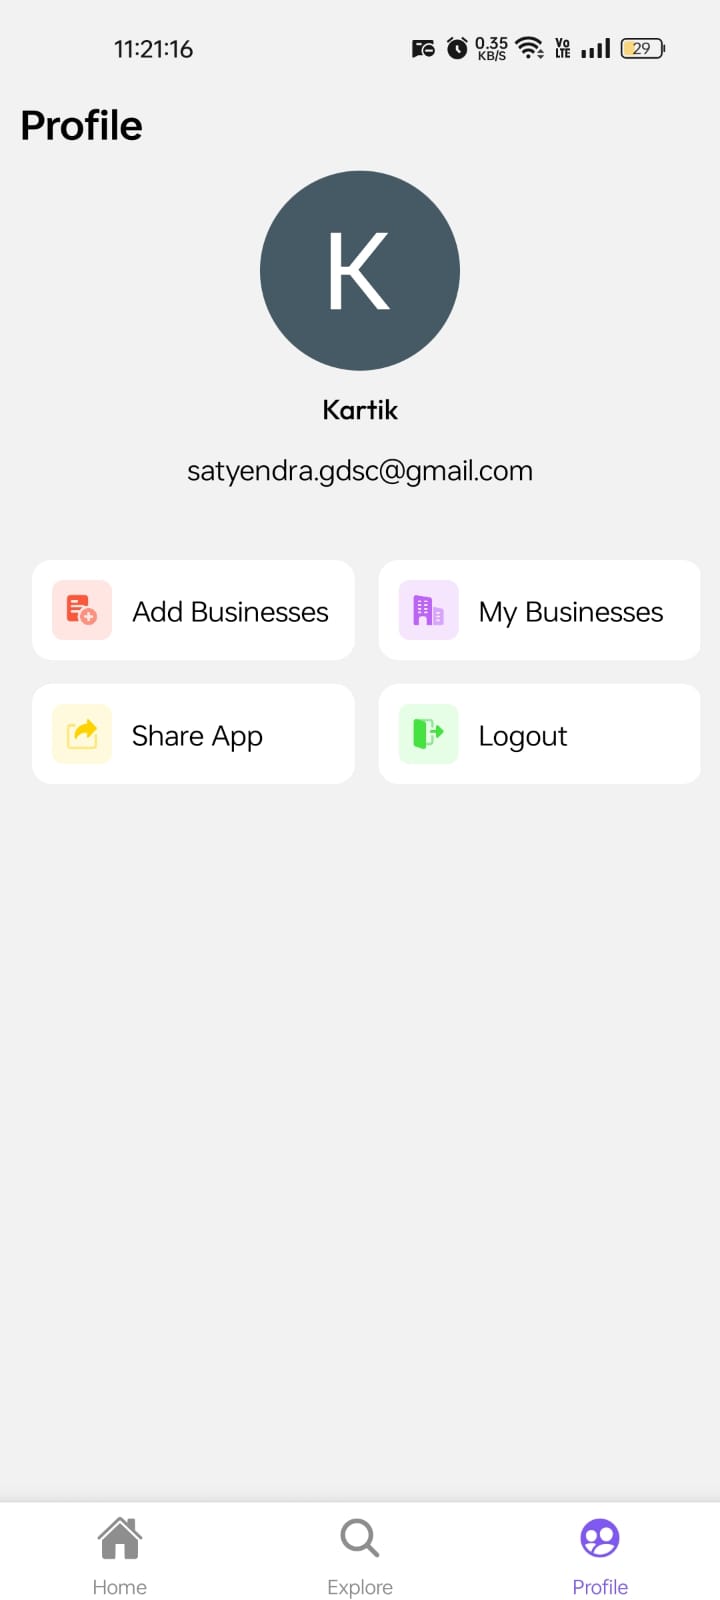 11:21:16 0.35 KB/S Vo LTE 29
Profile
K
Kartik
satyendra.gdsc@gmail.com
Add Businesses My Businesses
Share App Logout
Home Explore Profile